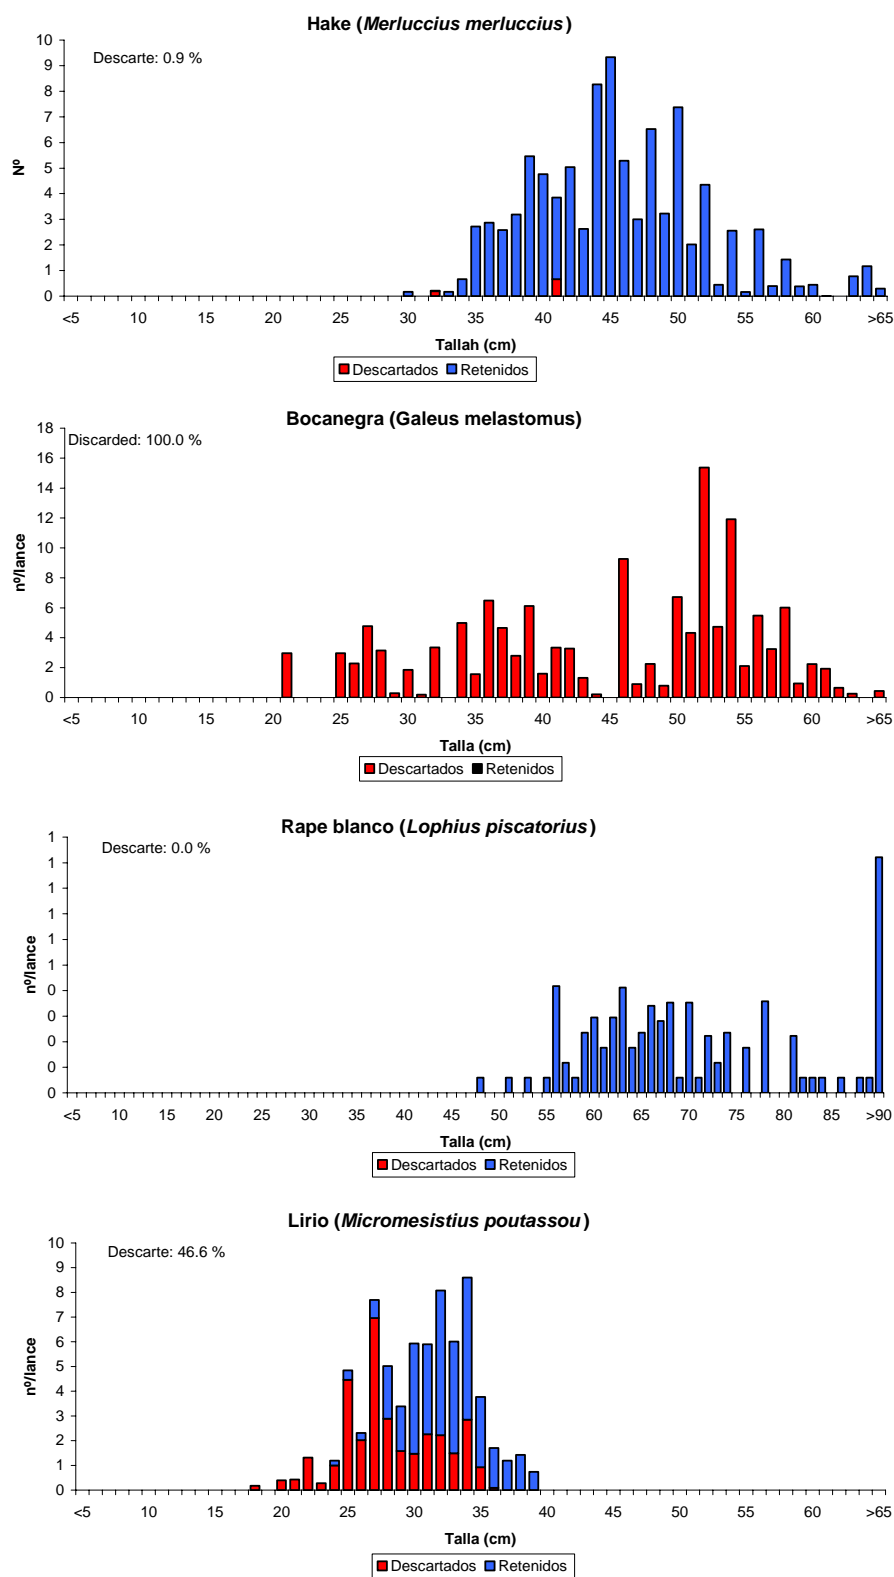 Hake (Merluccius merluccius)
Descarte: 0.9 %
Nº
10
9
8
7
6
5
4
3
2
1
0
<5 10 15 20 25 30 35 40 45 50 55 60 >65
Tallah (cm)
Descartados Retenidos
Bocanegra (Galeus melastomus)
Discarded: 100.0 %
nº/lance
18
16
14
12
10
8
6
4
2
0
<5 10 15 20 25 30 35 40 45 50 55 60 >65
Talla (cm)
Descartados Retenidos
Rape blanco (Lophius piscatorius)
Descarte: 0.0 %
nº/lance
1
1
1
1
1
1
0
0
0
0
0
<5 10 15 20 25 30 35 40 45 50 55 60 65 70 75 80 85 >90
Talla (cm)
Descartados Retenidos
Lirio (Micromesistius poutassou)
Descarte: 46.6 %
nº/lance
10
9
8
7
6
5
4
3
2
1
0
<5 10 15 20 25 30 35 40 45 50 55 60 >65
Talla (cm)
Descartados Retenidos